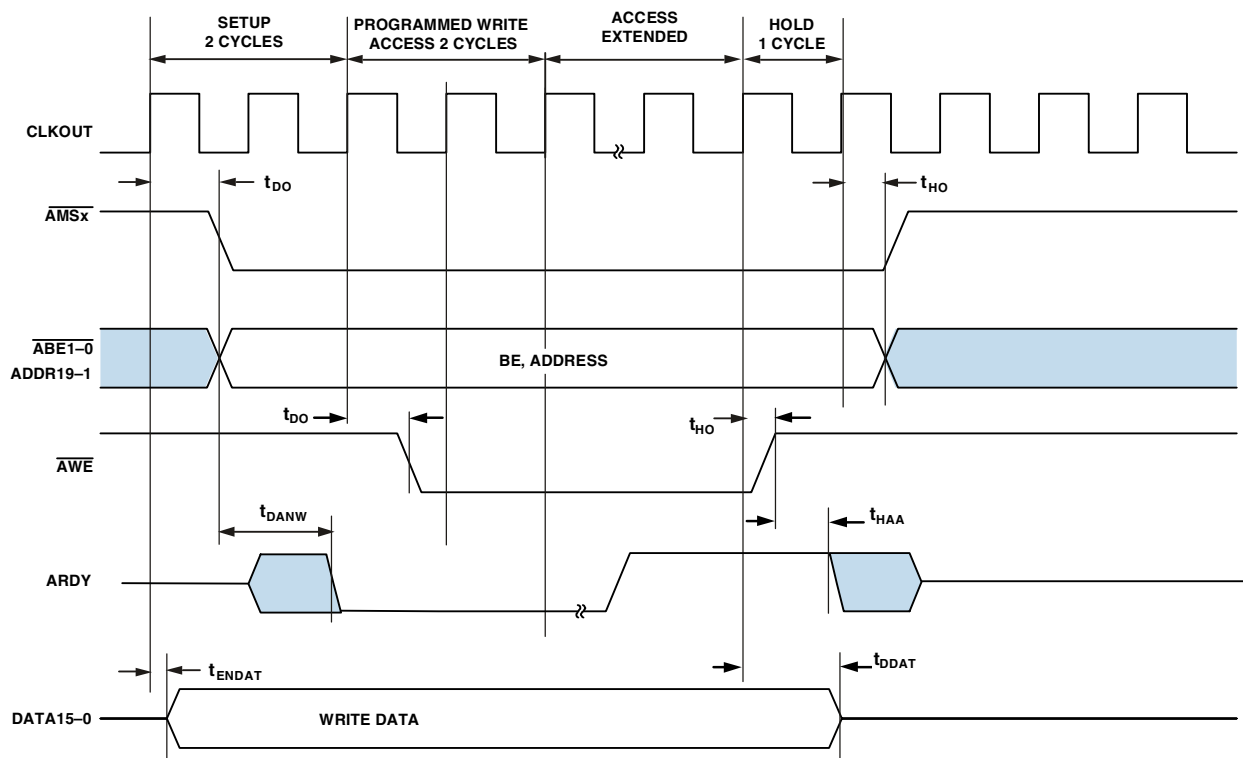 SETUP
2 CYCLES
PROGRAMMED WRITE
ACCESS 2 CYCLES
ACCESS
EXTENDED
HOLD
1 CYCLE
CLKOUT
tDO
tHO
AMSx
ABE1–0
ADDR19–1
BE, ADDRESS
tDO
tHO
AWE
tDANW
tHAA
ARDY
tENDAT
tDDAT
DATA15–0
WRITE DATA